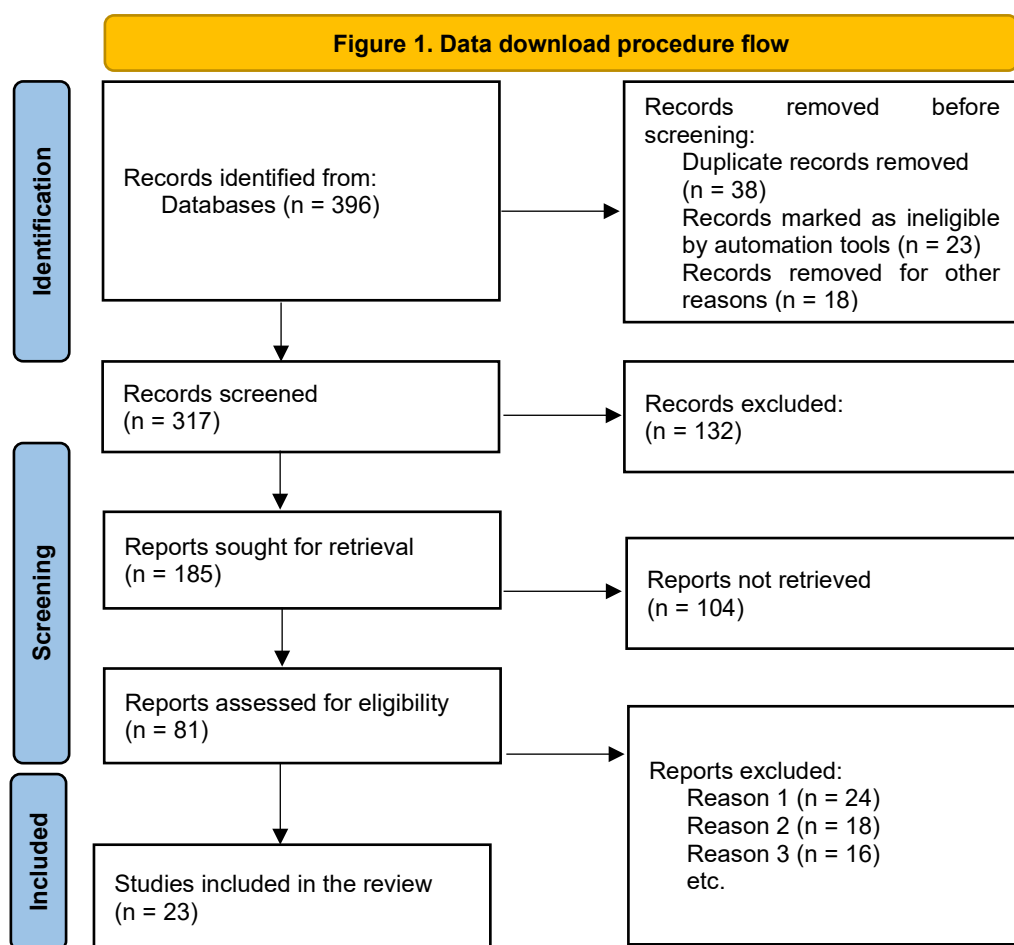 Figure 1. Data download procedure flow
Identification
Records identified from:
Databases (n = 396)
Records removed before
screening:
Duplicate records removed
(n = 38)
Records marked as ineligible
by automation tools (n = 23)
Records removed for other
reasons (n = 18)
Records screened
(n = 317)
Records excluded:
(n = 132)
Screening
Reports sought for retrieval
(n = 185)
Reports not retrieved
(n = 104)
Reports assessed for eligibility
(n = 81)
Reports excluded:
Reason 1 (n = 24)
Reason 2 (n = 18)
Reason 3 (n = 16)
etc.
Included
Studies included in the review
(n = 23)